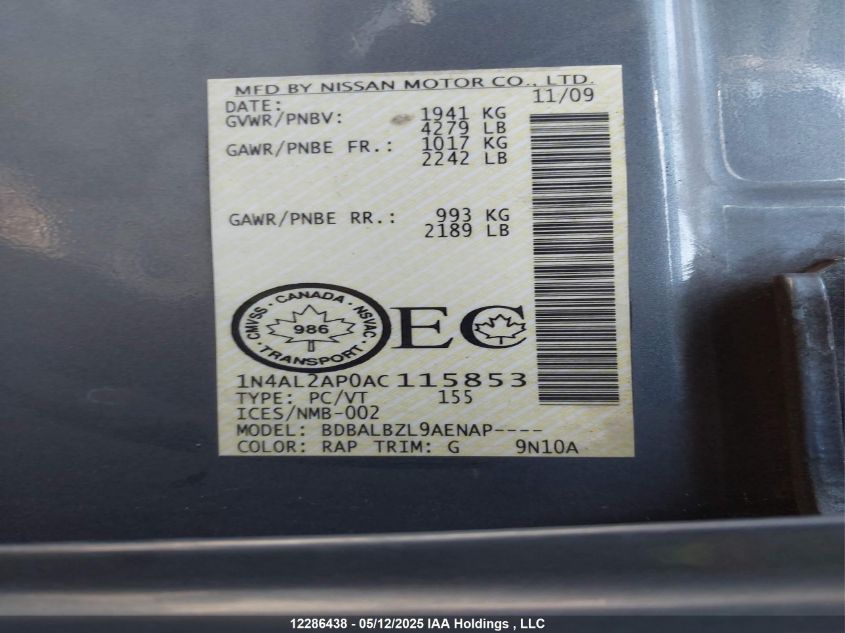 MFD BY NISSAN MOTOR CO., LTD.
DATE: 11/09
GVWR/PNBV: 1941 KG
4279 LB
GAWR/PNBE FR.: 1017 KG
2242 LB
GAWR/PNBE RR.: 993 KG
2189 LB
CANADA
CMVSS · NSVAC
986
TRANSPORT
EC
1N4AL2AP0AC115853
TYPE: PC/VT 155
ICES/NMB-002
MODEL: BDBALBZL9AENAP----
COLOR: RAP TRIM: G 9N10A
12286438 - 05/12/2025 IAA Holdings , LLC